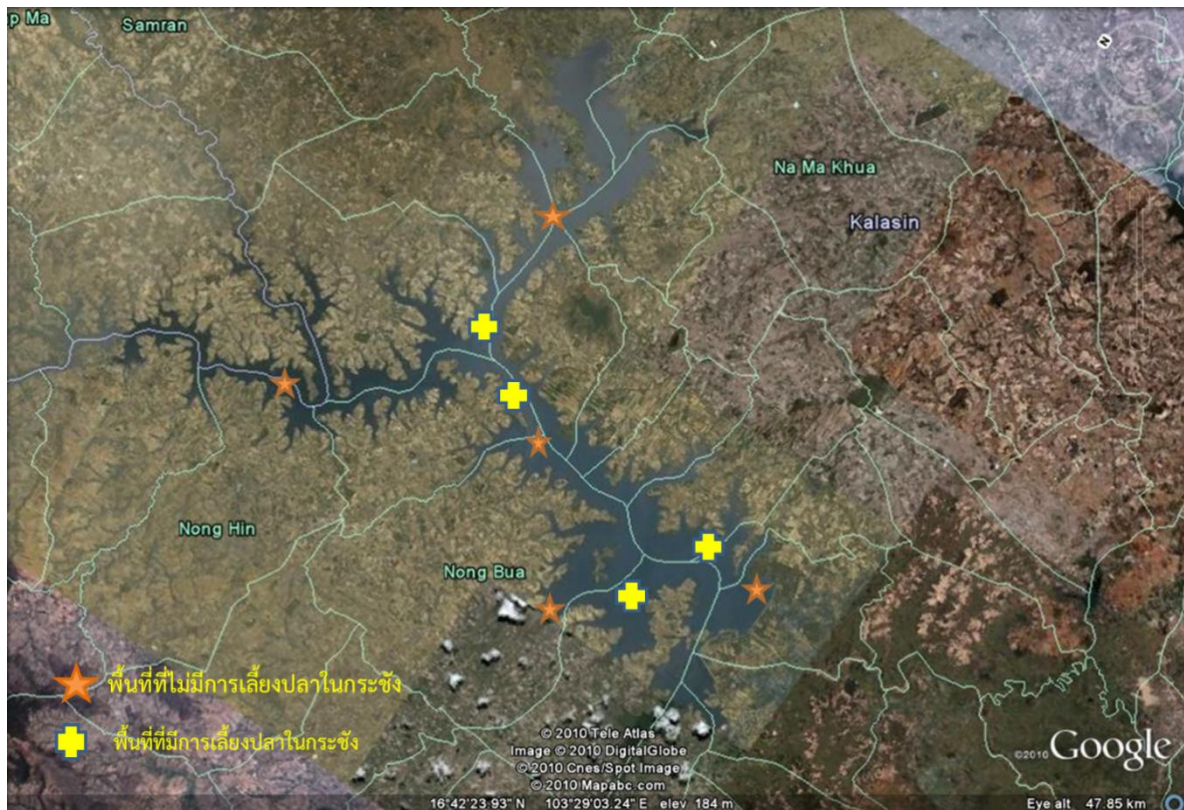 p Ma
Samran
N
Na Ma Khua
Kalasin
Nong Hin
Nong Bua
พื้นที่ที่ไม่มีการเลี้ยงปลาในกระชัง
พื้นที่ที่มีการเลี้ยงปลาในกระชัง
© 2010 Tele Atlas
Image © 2010 DigitalGlobe
© 2010 Cnes/Spot Image
© 2010 Mapabc.com
©2010 Google
16°42'23.93" N 103°29'03.24" E elev 184 m
Eye alt 47.85 km